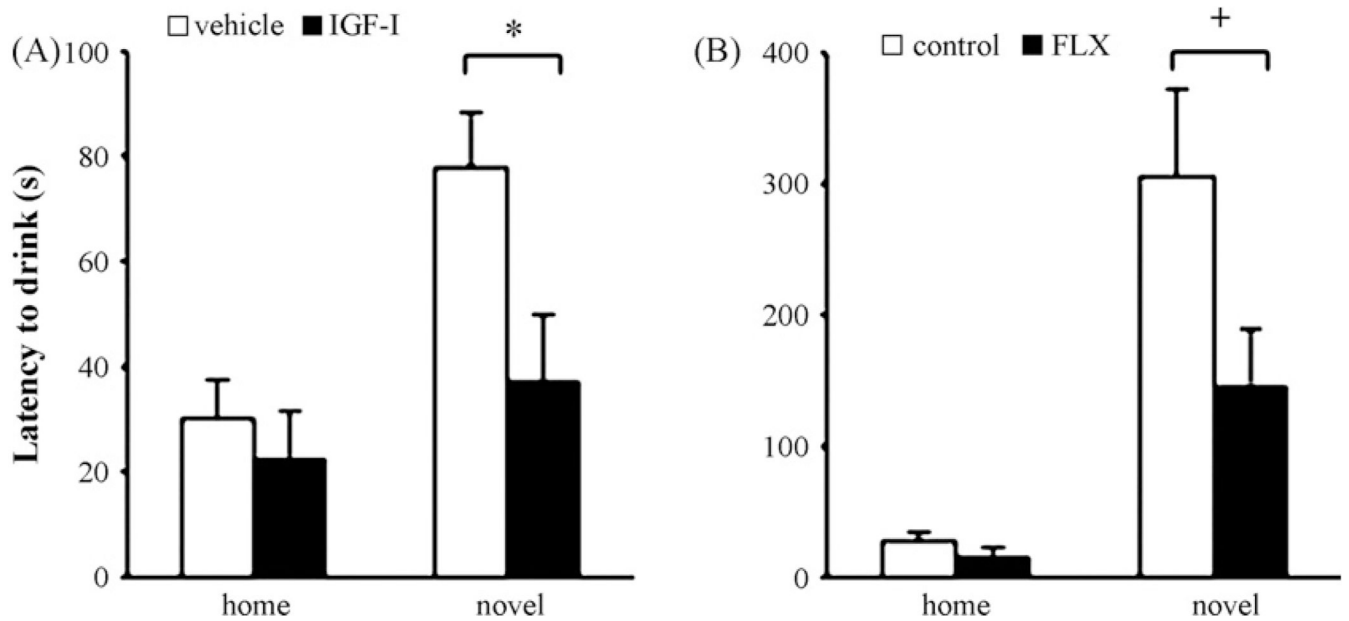 (A)
□ vehicle ■ IGF-I
*
100
80
60
40
20
0
Latency to drink (s)
home novel
(B)
□ control ■ FLX
+
400
300
200
100
0
home novel